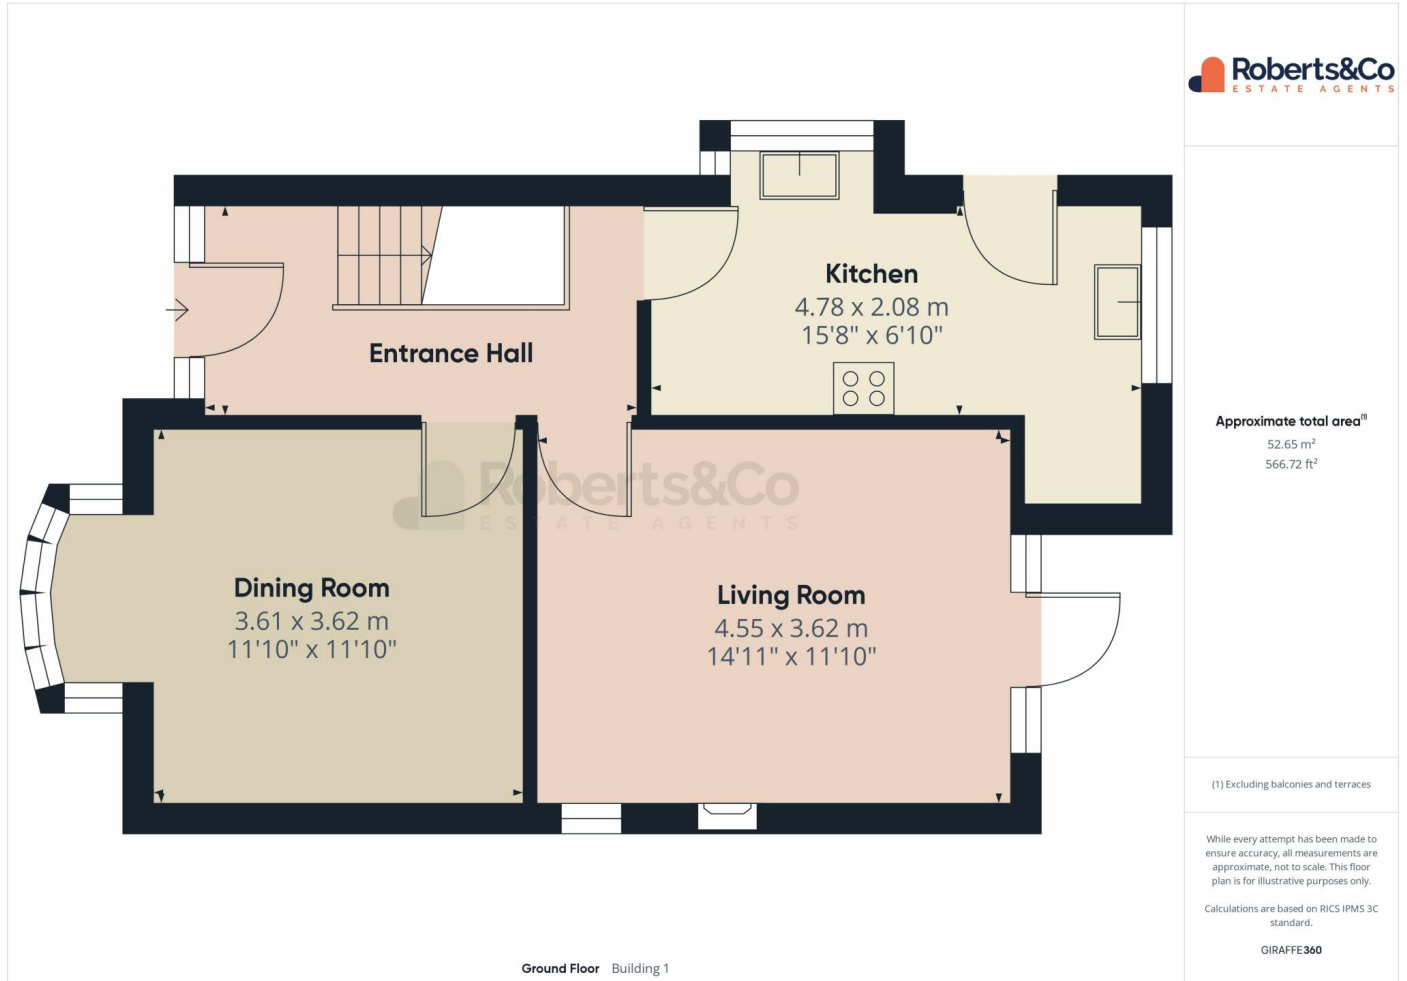 Roberts&Co
ESTATE AGENTS
Kitchen
4.78 x 2.08 m
15'8" x 6'10"
Entrance Hall
Approximate total area(1)
52.65 m²
566.72 ft²
Roberts&Co
ESTATE AGENTS
Dining Room
3.61 x 3.62 m
11'10" x 11'10"
Living Room
4.55 x 3.62 m
14'11" x 11'10"
(1) Excluding balconies and terraces
While every attempt has been made to
ensure accuracy, all measurements are
approximate, not to scale. This floor
plan is for illustrative purposes only.
Calculations are based on RICS IPMS 3C
standard.
GIRAFFE360
Ground Floor Building 1